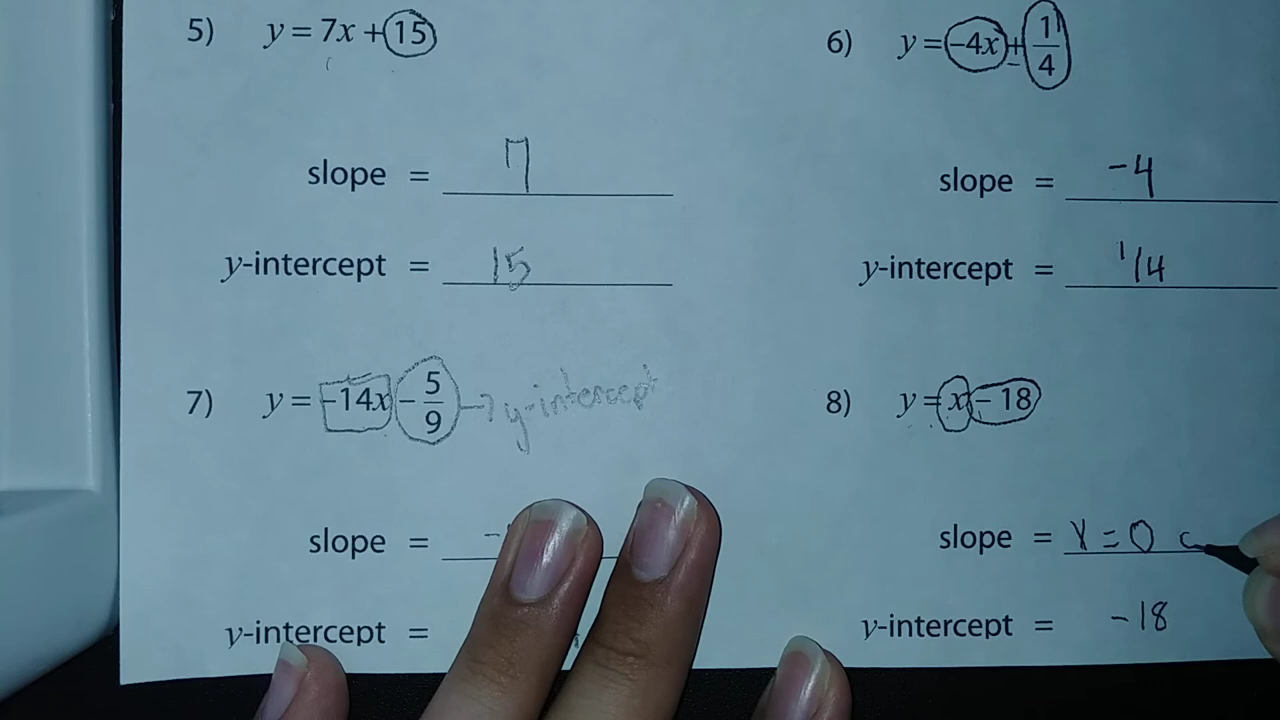 5) y = 7x + 15
6) y = -4x + 1/4
slope = 7
slope = -4
y-intercept = 15
y-intercept = 1/4
7) y = -14x - 5/9 → y-intercept
8) y = x - 18
slope = -
slope = x = 0
y-intercept =
y-intercept = -18